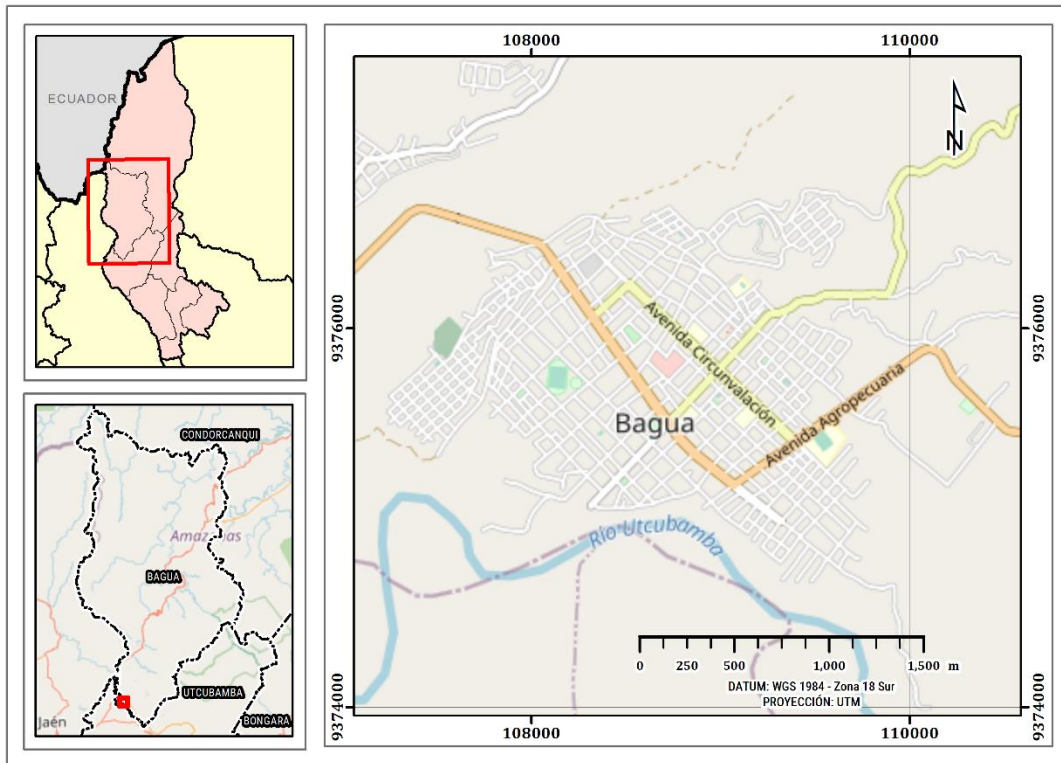 ECUADOR
CONDORCANQUI
Amazonas
BAGUA
UTCUBAMBA
Jaén
BONGARA
108000
110000
N
9376000
9376000
Avenida Circunvalación
Bagua
Avenida Agropecuaria
Río Utcubamba
0 250 500 1,000 1,500 m
DATUM: WGS 1984 - Zona 18 Sur
PROYECCIÓN: UTM
9374000
9374000
108000
110000